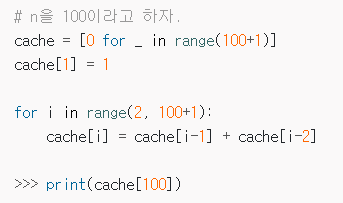 # n을 100이라고 하자.
cache = [0 for _ in range(100+1)]
cache[1] = 1

for i in range(2, 100+1):
    cache[i] = cache[i-1] + cache[i-2]

>>> print(cache[100])